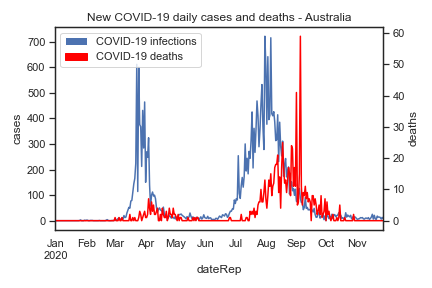 New COVID-19 daily cases and deaths - Australia
COVID-19 infections
COVID-19 deaths
700
600
500
400
300
200
100
0
cases
60
50
40
30
20
10
0
deaths
Jan Feb Mar Apr May Jun Jul Aug Sep Oct Nov
2020
dateRep